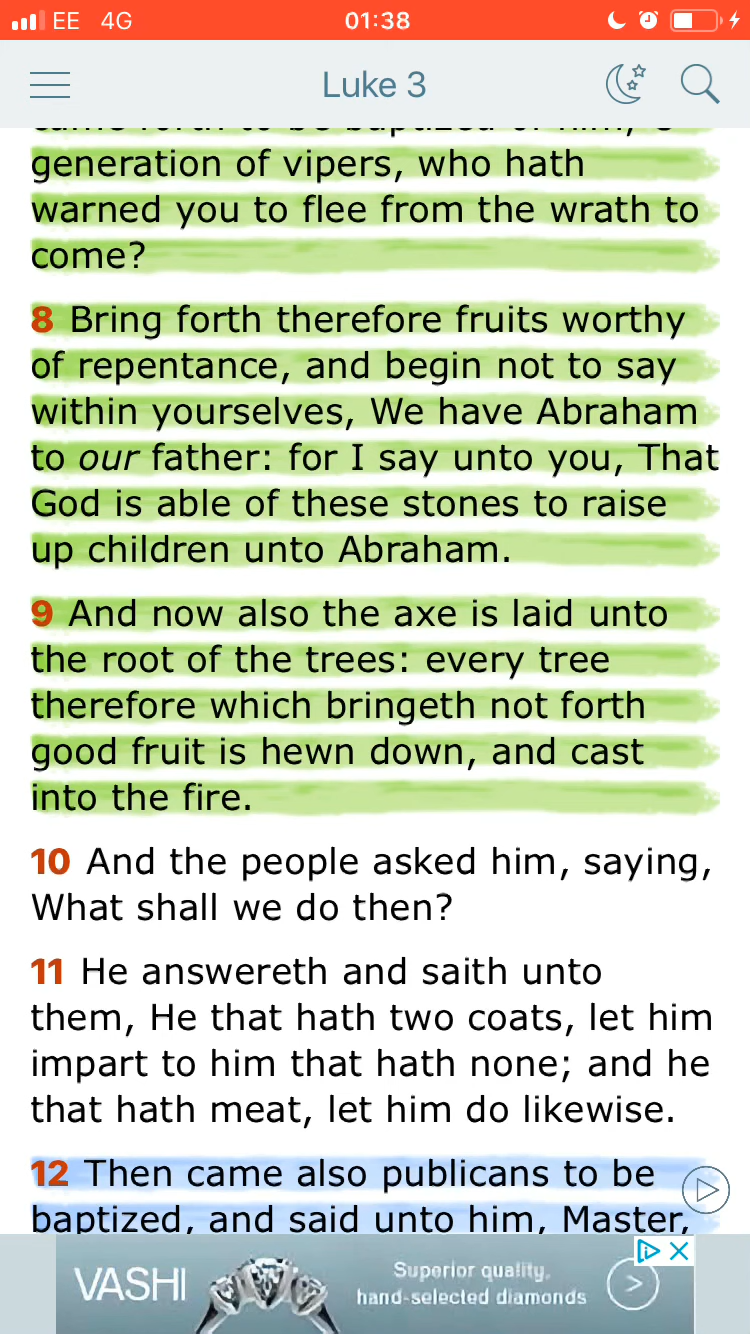 EE 4G 01:38
Luke 3
generation of vipers, who hath
warned you to flee from the wrath to
come?
8 Bring forth therefore fruits worthy
of repentance, and begin not to say
within yourselves, We have Abraham
to our father: for I say unto you, That
God is able of these stones to raise
up children unto Abraham.
9 And now also the axe is laid unto
the root of the trees: every tree
therefore which bringeth not forth
good fruit is hewn down, and cast
into the fire.
10 And the people asked him, saying,
What shall we do then?
11 He answereth and saith unto
them, He that hath two coats, let him
impart to him that hath none; and he
that hath meat, let him do likewise.
12 Then came also publicans to be
baptized, and said unto him, Master,
VASHI
Superior quality,
hand-selected diamonds